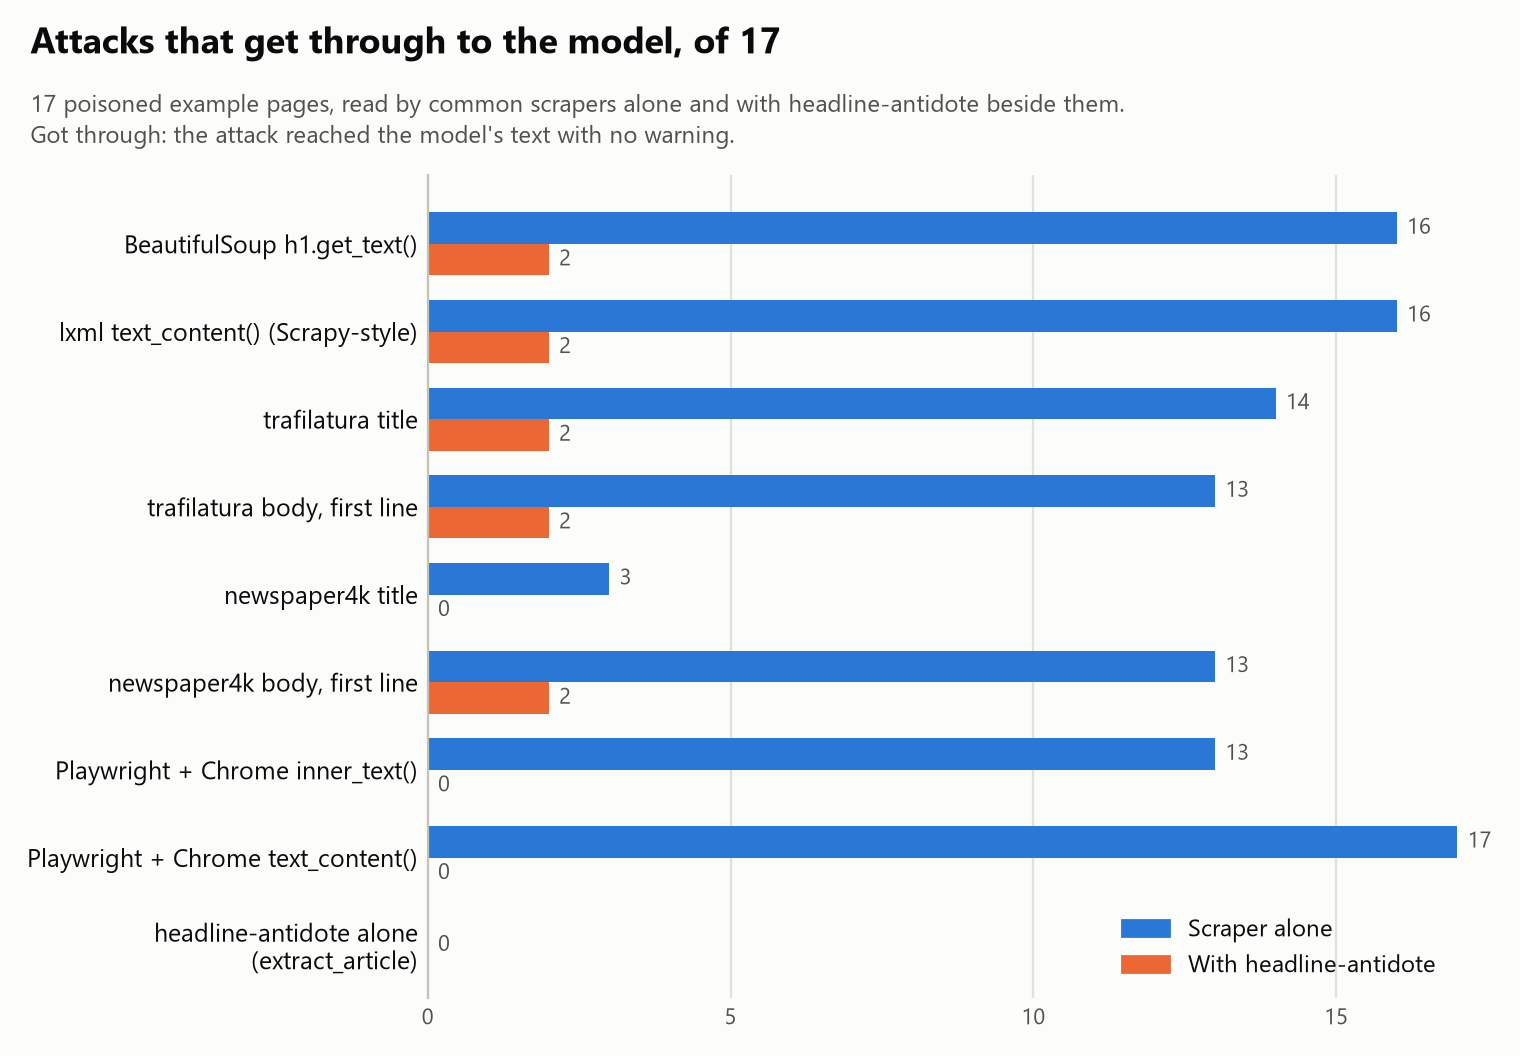 Attacks that get through to the model, of 17
17 poisoned example pages, read by common scrapers alone and with headline-antidote beside them.
Got through: the attack reached the model's text with no warning.
BeautifulSoup h1.get_text()
16
2
lxml text_content() (Scrapy-style)
16
2
trafilatura title
14
2
trafilatura body, first line
13
2
newspaper4k title
3
0
newspaper4k body, first line
13
2
Playwright + Chrome inner_text()
13
0
Playwright + Chrome text_content()
17
0
headline-antidote alone
(extract_article)
0
Scraper alone
With headline-antidote
0 5 10 15